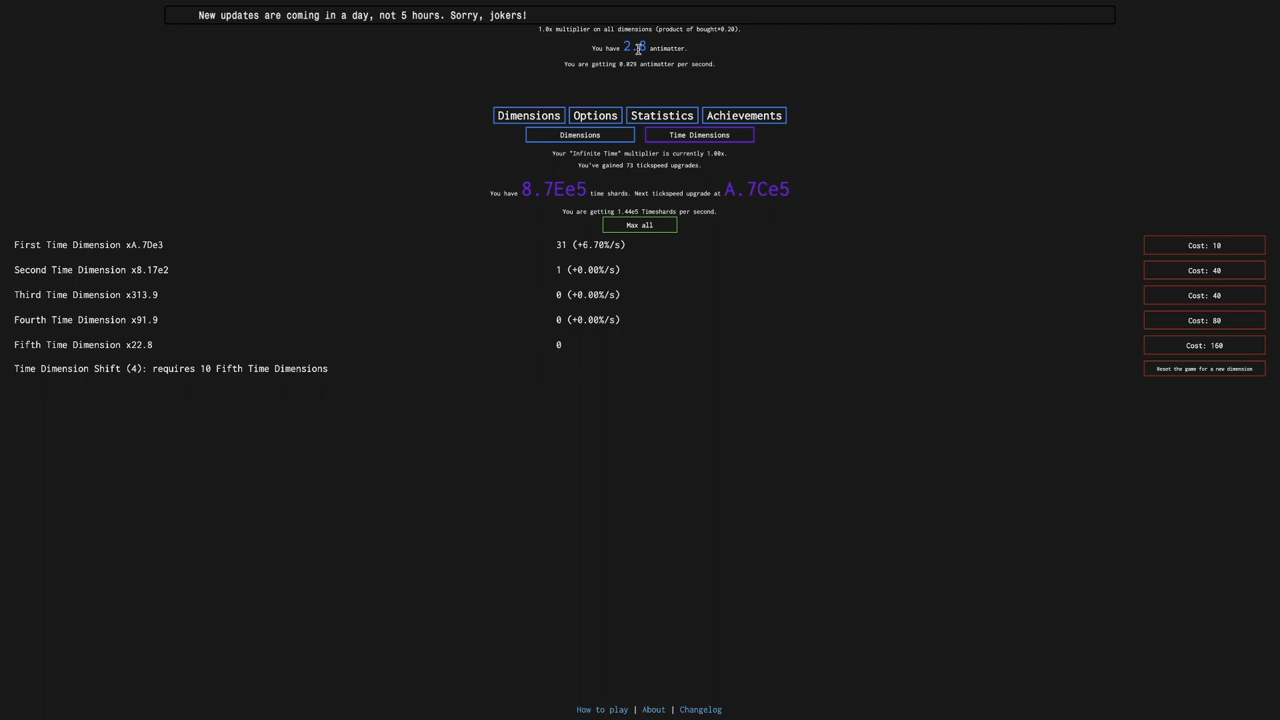 New updates are coming in a day, not 5 hours. Sorry, jokers!
1.0x multiplier on all dimensions (product of bought*0.20).
You have 2.8 antimatter.
You are getting 0.029 antimatter per second.
Dimensions Options Statistics Achievements
Dimensions Time Dimensions
Your "Infinite Time" multiplier is currently 1.00x.
You've gained 73 tickspeed upgrades.
You have 8.7Ee5 time shards. Next tickspeed upgrade at A.7Ce5
You are getting 1.44e5 Timeshards per second.
Max all
First Time Dimension xA.7De3 31 (+6.70%/s) Cost: 10
Second Time Dimension x8.17e2 1 (+0.00%/s) Cost: 40
Third Time Dimension x313.9 0 (+0.00%/s) Cost: 40
Fourth Time Dimension x91.9 0 (+0.00%/s) Cost: 80
Fifth Time Dimension x22.8 0 Cost: 160
Time Dimension Shift (4): requires 10 Fifth Time Dimensions Reset the game for a new dimension
How to play | About | Changelog